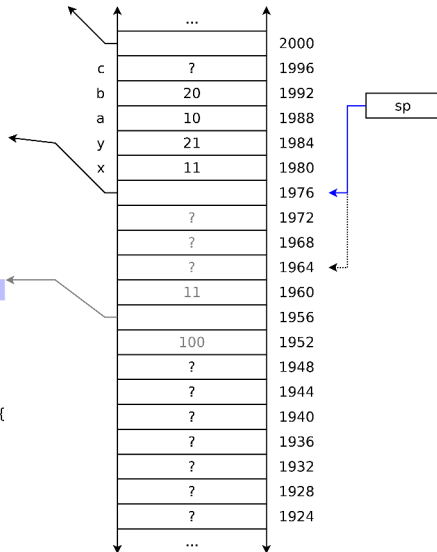 ...
2000
c ? 1996
b 20 1992
sp
a 10 1988
y 21 1984
x 11 1980
1976
? 1972
? 1968
? 1964
11 1960
1956
100 1952
? 1948
? 1944
{ ? 1940
? 1936
? 1932
? 1928
? 1924
...